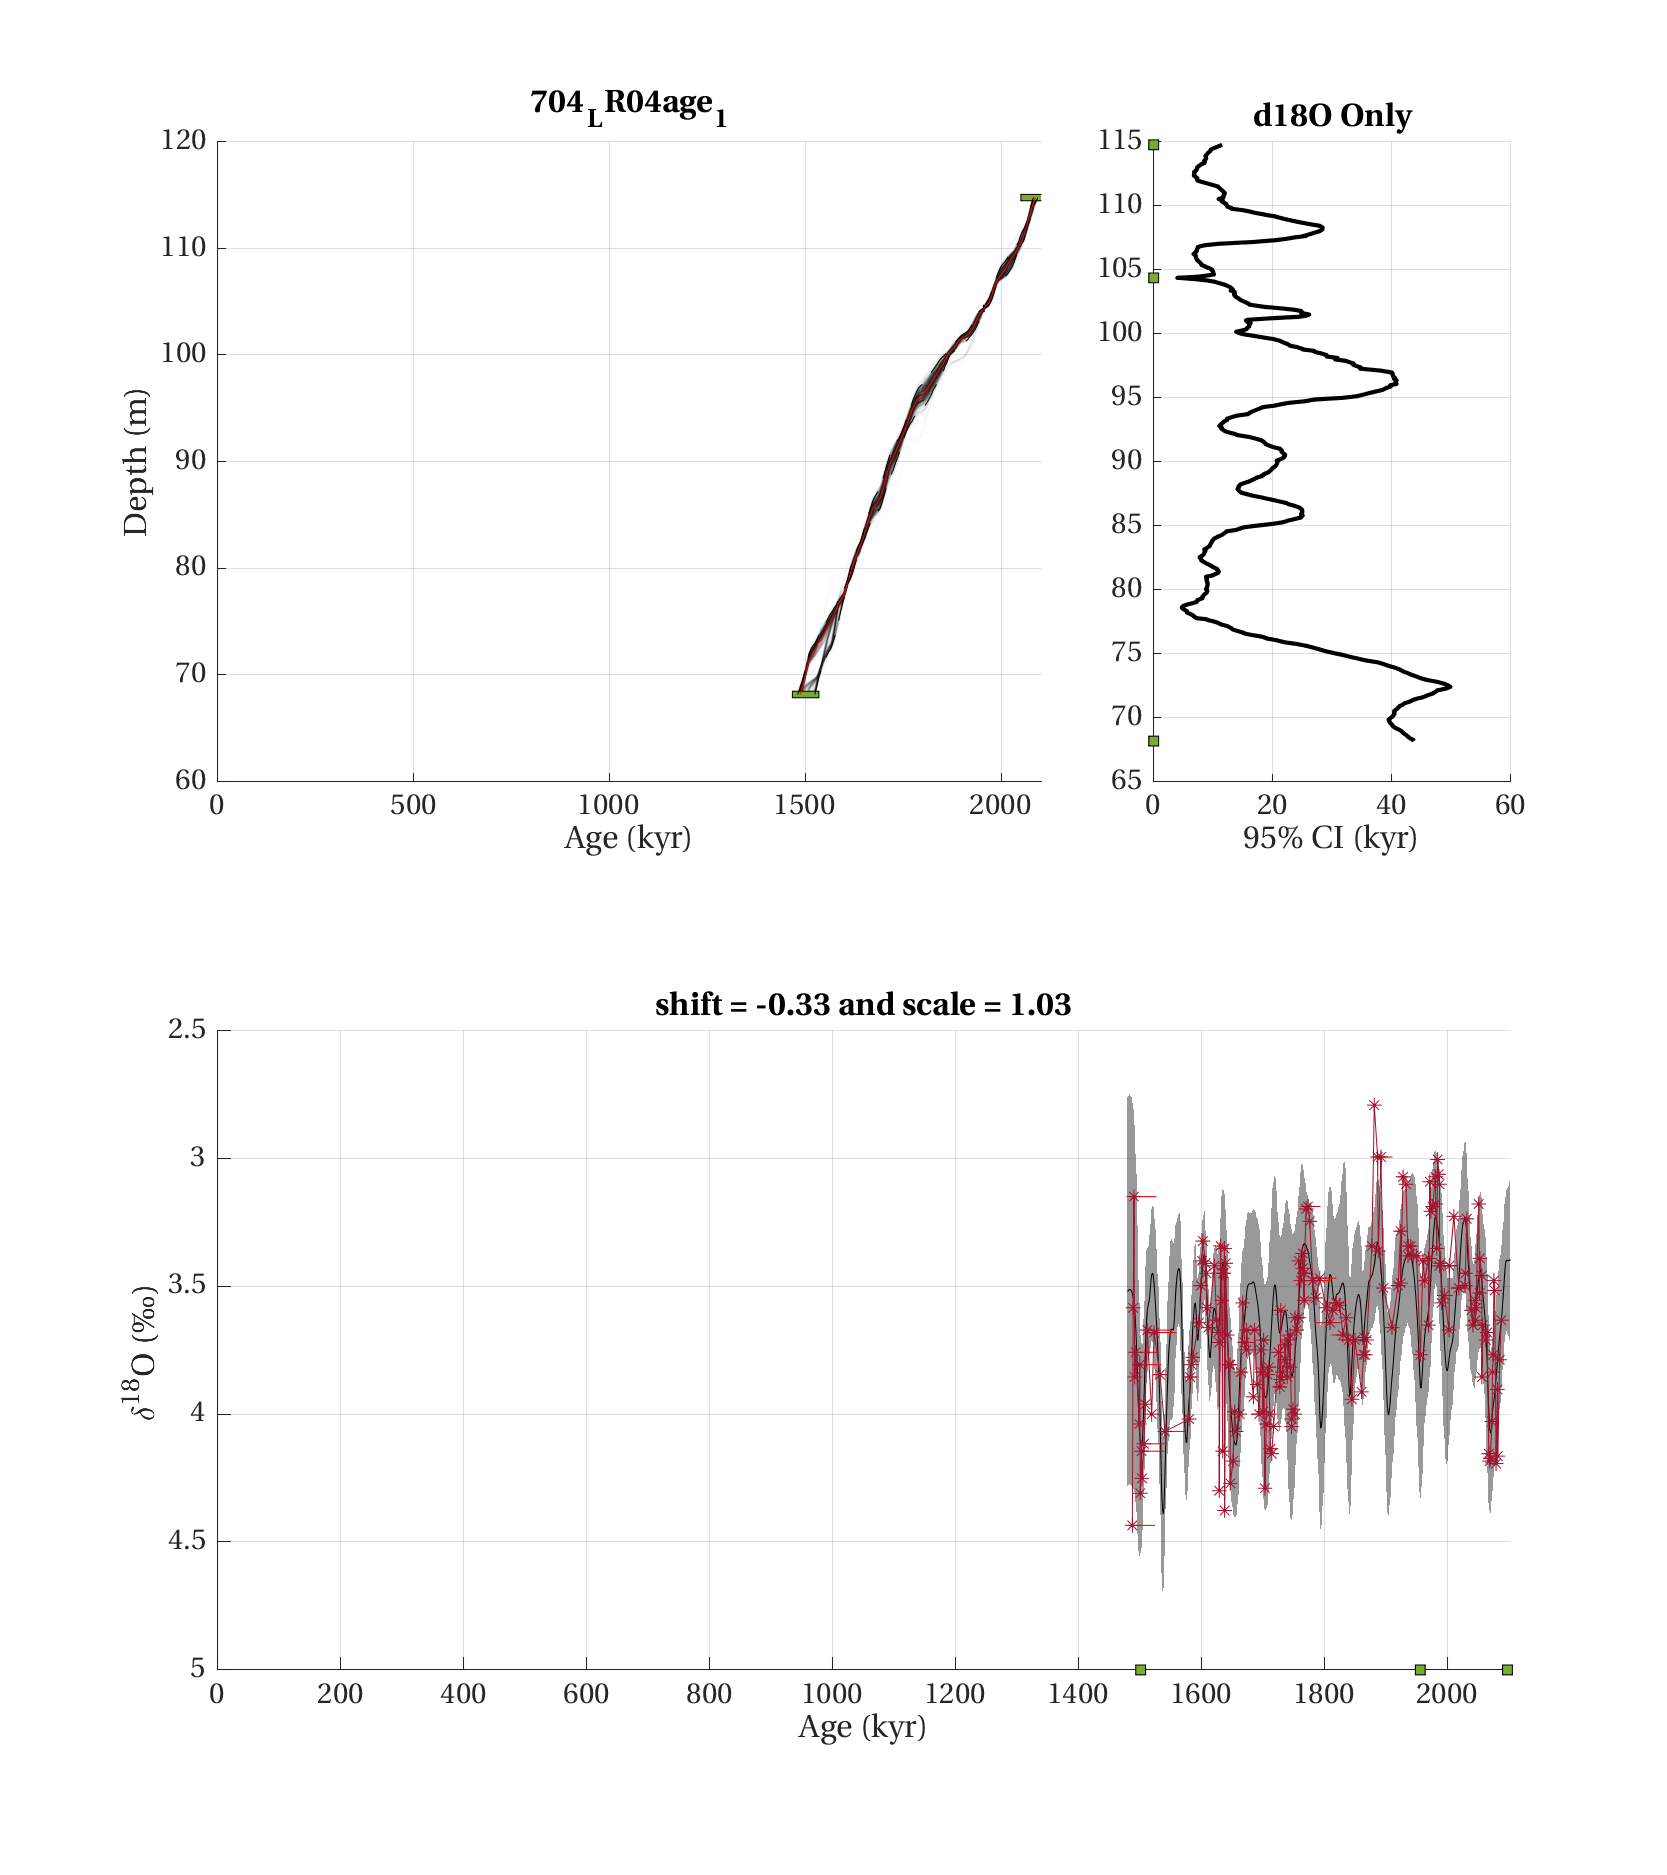 704_LR04age_1
120
110
100
90
80
70
60
Depth (m)
0 500 1000 1500 2000
Age (kyr)
d18O Only
115
110
105
100
95
90
85
80
75
70
65
0 20 40 60
95% CI (kyr)
shift = -0.33 and scale = 1.03
2.5
3
3.5
4
4.5
5
δ18O (‰)
0 200 400 600 800 1000 1200 1400 1600 1800 2000
Age (kyr)